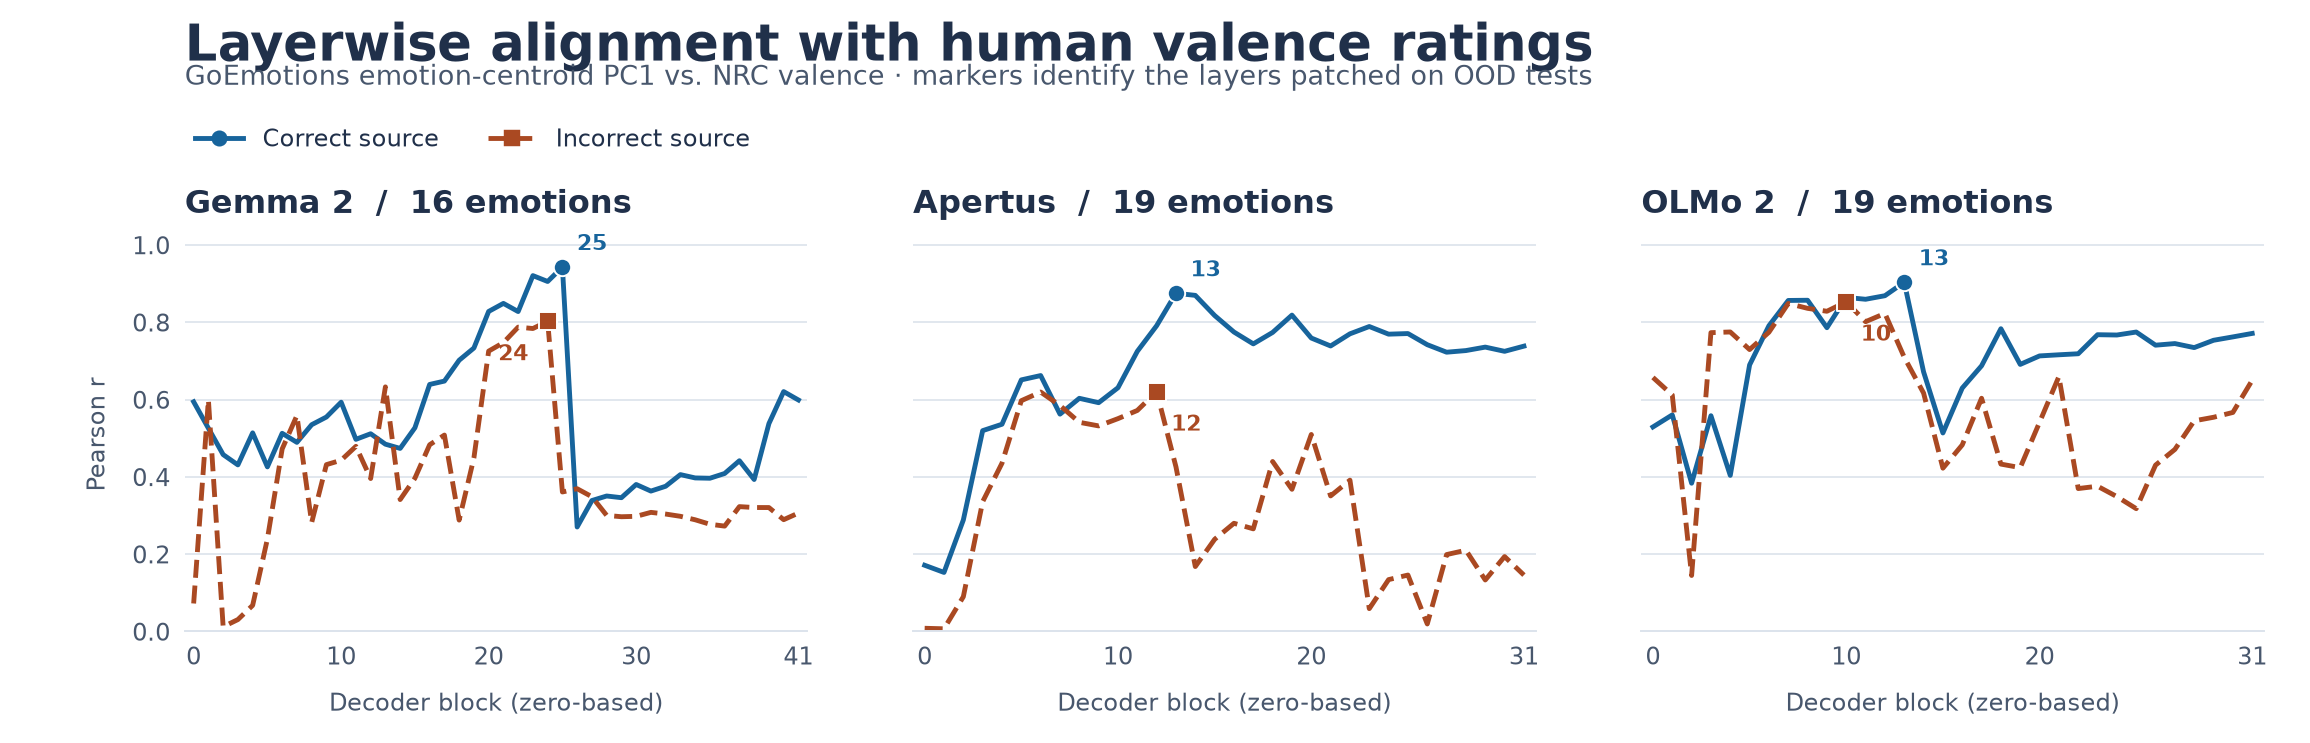 Layerwise alignment with human valence ratings
GoEmotions emotion-centroid PC1 vs. NRC valence · markers identify the layers patched on OOD tests
Correct source
Incorrect source
Gemma 2 / 16 emotions
Apertus / 19 emotions
OLMo 2 / 19 emotions
Pearson r
1.0
0.8
0.6
0.4
0.2
0.0
25
24
13
12
13
10
0 10 20 30 41
0 10 20 31
0 10 20 31
Decoder block (zero-based)
Decoder block (zero-based)
Decoder block (zero-based)